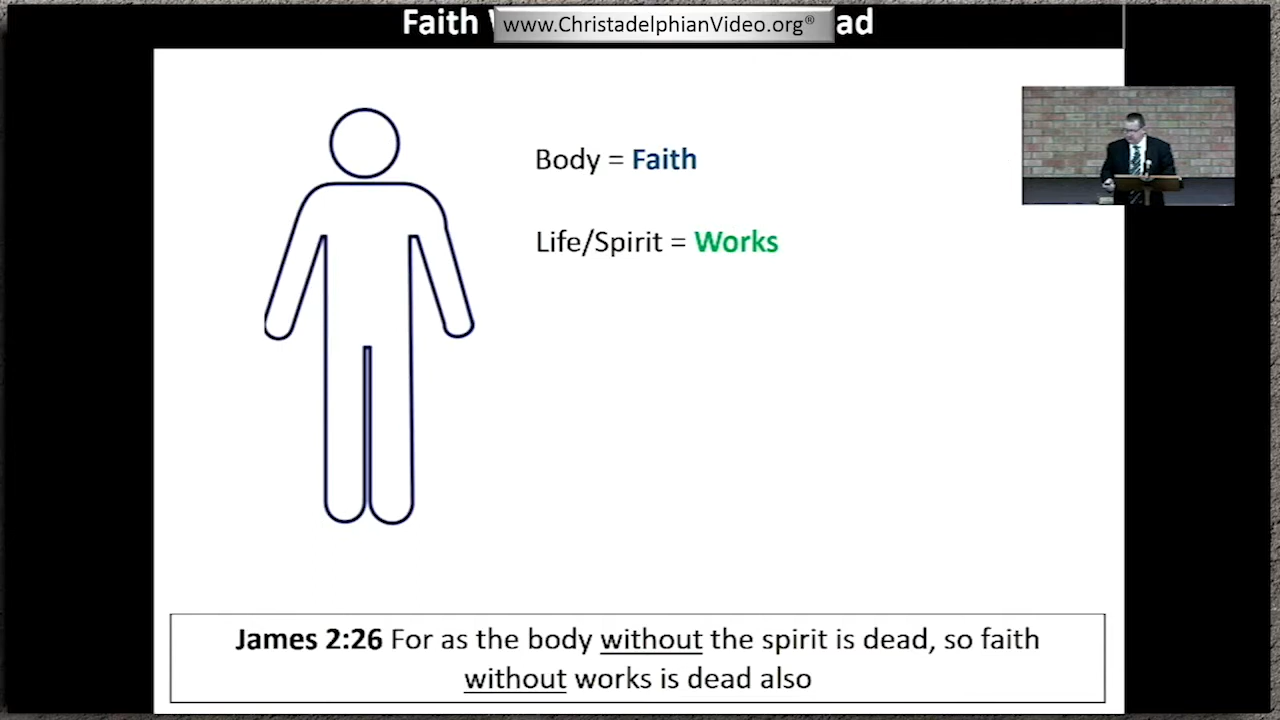 Faith
www.ChristadelphianVideo.org®
Body = Faith
Life/Spirit = Works
James 2:26 For as the body without the spirit is dead, so faith
without works is dead also